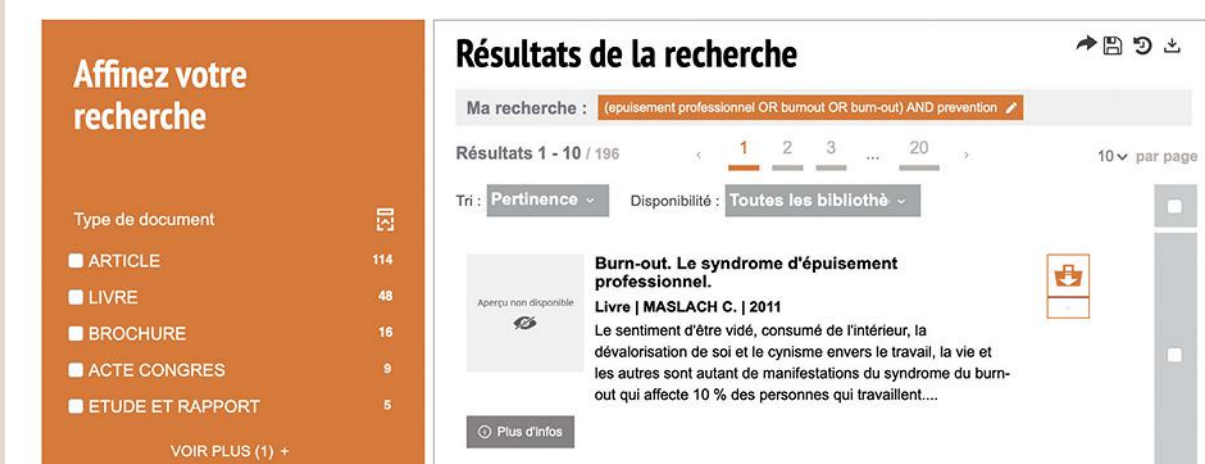 Affinez votre
recherche
Type de document
ARTICLE 114
LIVRE 48
BROCHURE 16
ACTE CONGRES 9
ETUDE ET RAPPORT 5
VOIR PLUS (1) +
Résultats de la recherche
Ma recherche : (epuisement professionnel OR burnout OR burn-out) AND prevention
Résultats 1 - 10 / 196 ‹ 1 2 3 ... 20 › 10 par page
Tri : Pertinence Disponibilité : Toutes les bibliothè
Aperçu non disponible
Burn-out. Le syndrome d'épuisement
professionnel.
Livre | MASLACH C. | 2011
Le sentiment d'être vidé, consumé de l'intérieur, la
dévalorisation de soi et le cynisme envers le travail, la vie et
les autres sont autant de manifestations du syndrome du burn-
out qui affecte 10 % des personnes qui travaillent....
Plus d'infos